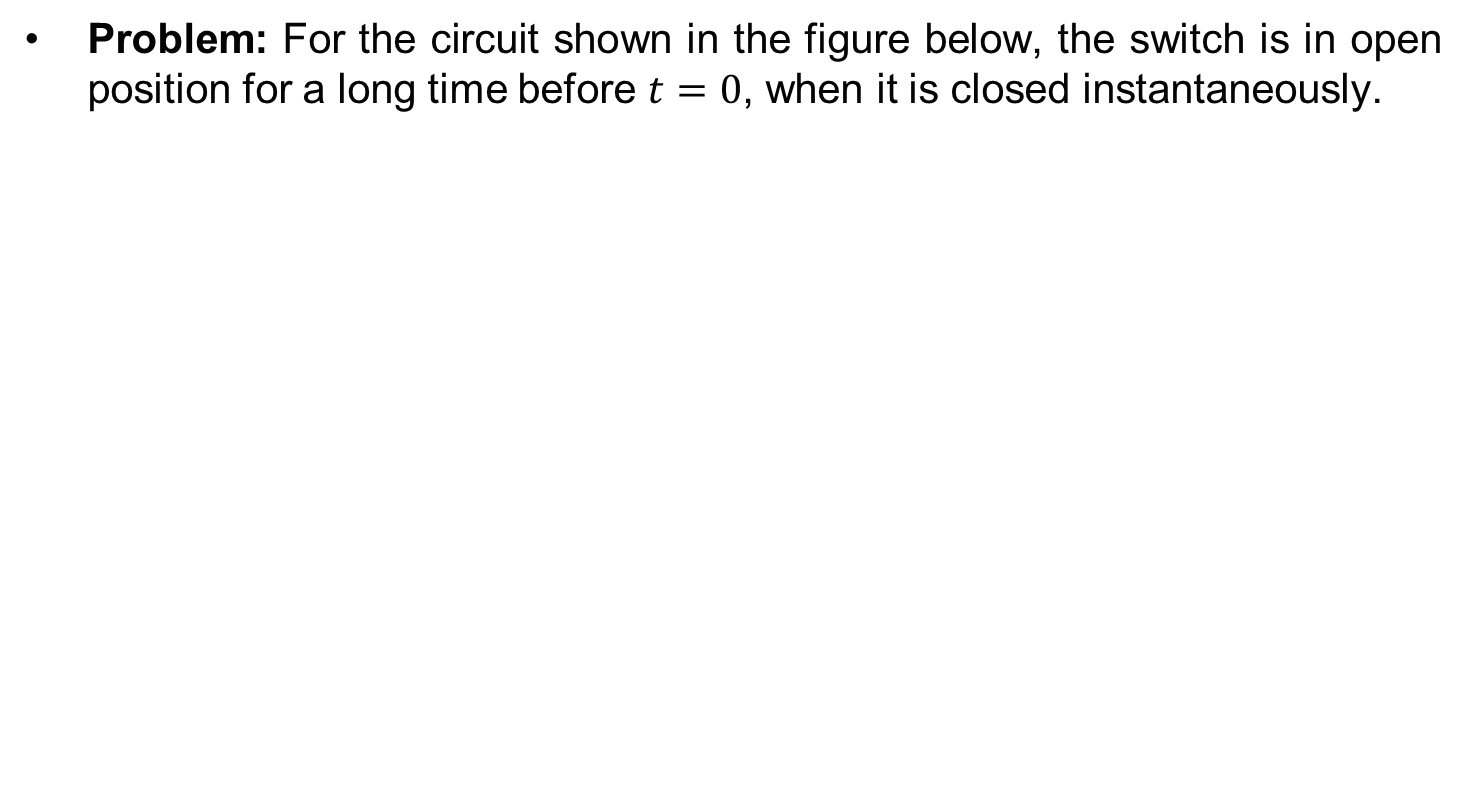 • Problem: For the circuit shown in the figure below, the switch is in open
position for a long time before 𝑡 = 0, when it is closed instantaneously.